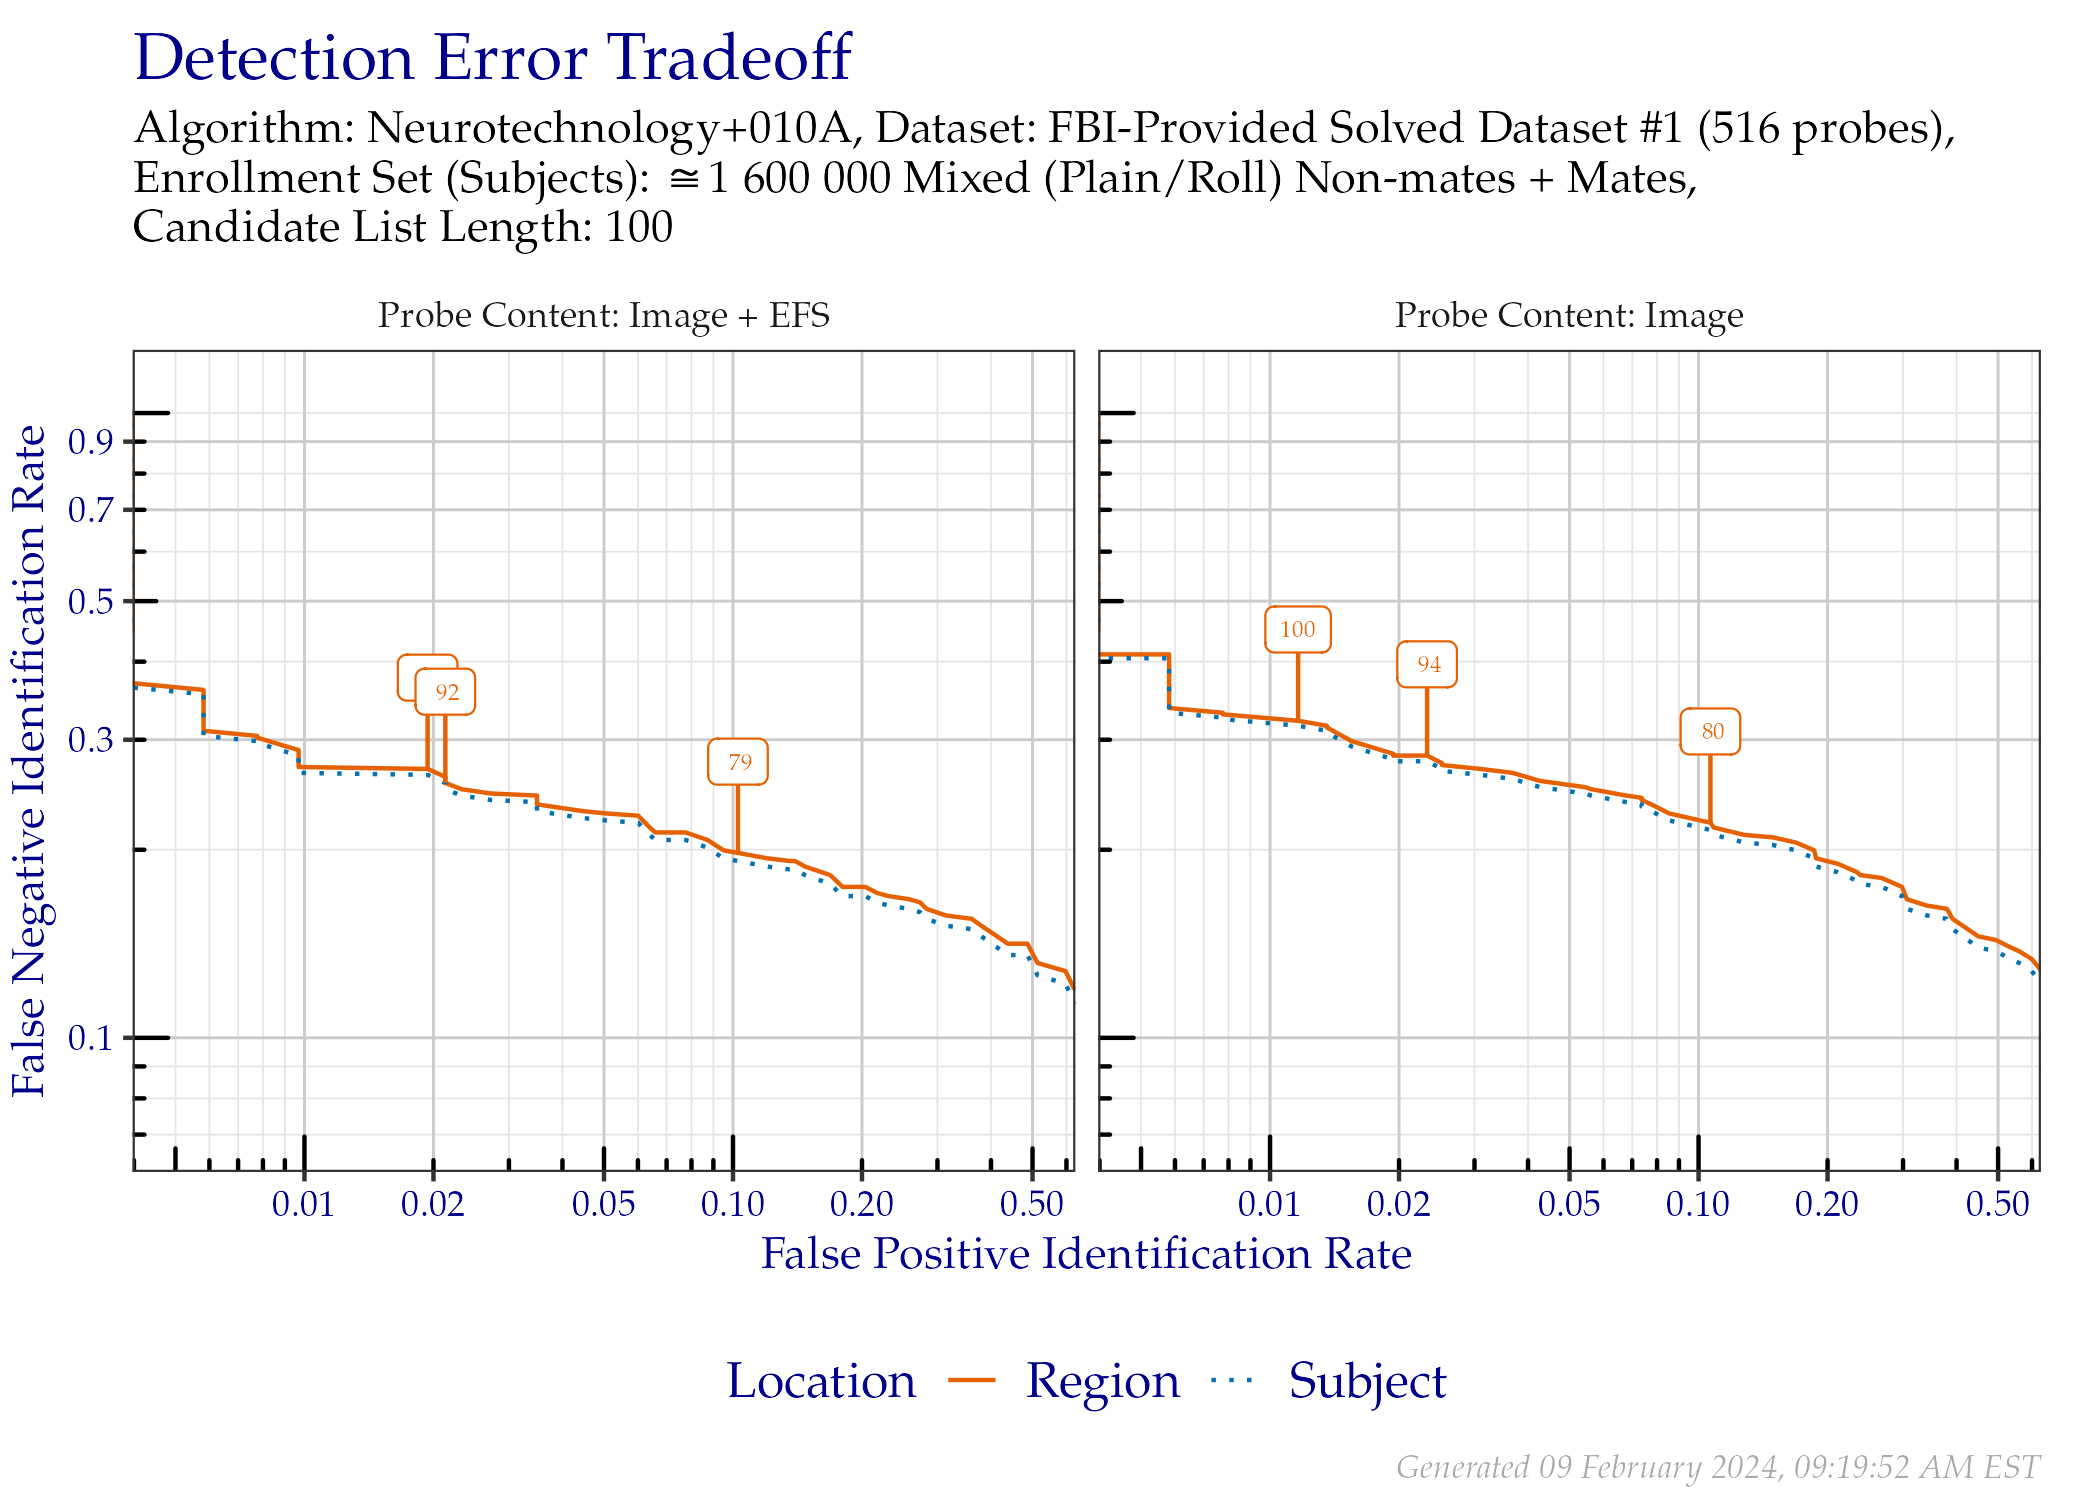 Detection Error Tradeoff
Algorithm: Neurotechnology+010A, Dataset: FBI-Provided Solved Dataset #1 (516 probes),
Enrollment Set (Subjects): ≅ 1 600 000 Mixed (Plain/Roll) Non-mates + Mates,
Candidate List Length: 100
Probe Content: Image + EFS
Probe Content: Image
False Negative Identification Rate
0.9
0.7
0.5
0.3
0.1
92
79
100
94
80
0.01 0.02 0.05 0.10 0.20 0.50
0.01 0.02 0.05 0.10 0.20 0.50
False Positive Identification Rate
Location Region Subject
Generated 09 February 2024, 09:19:52 AM EST